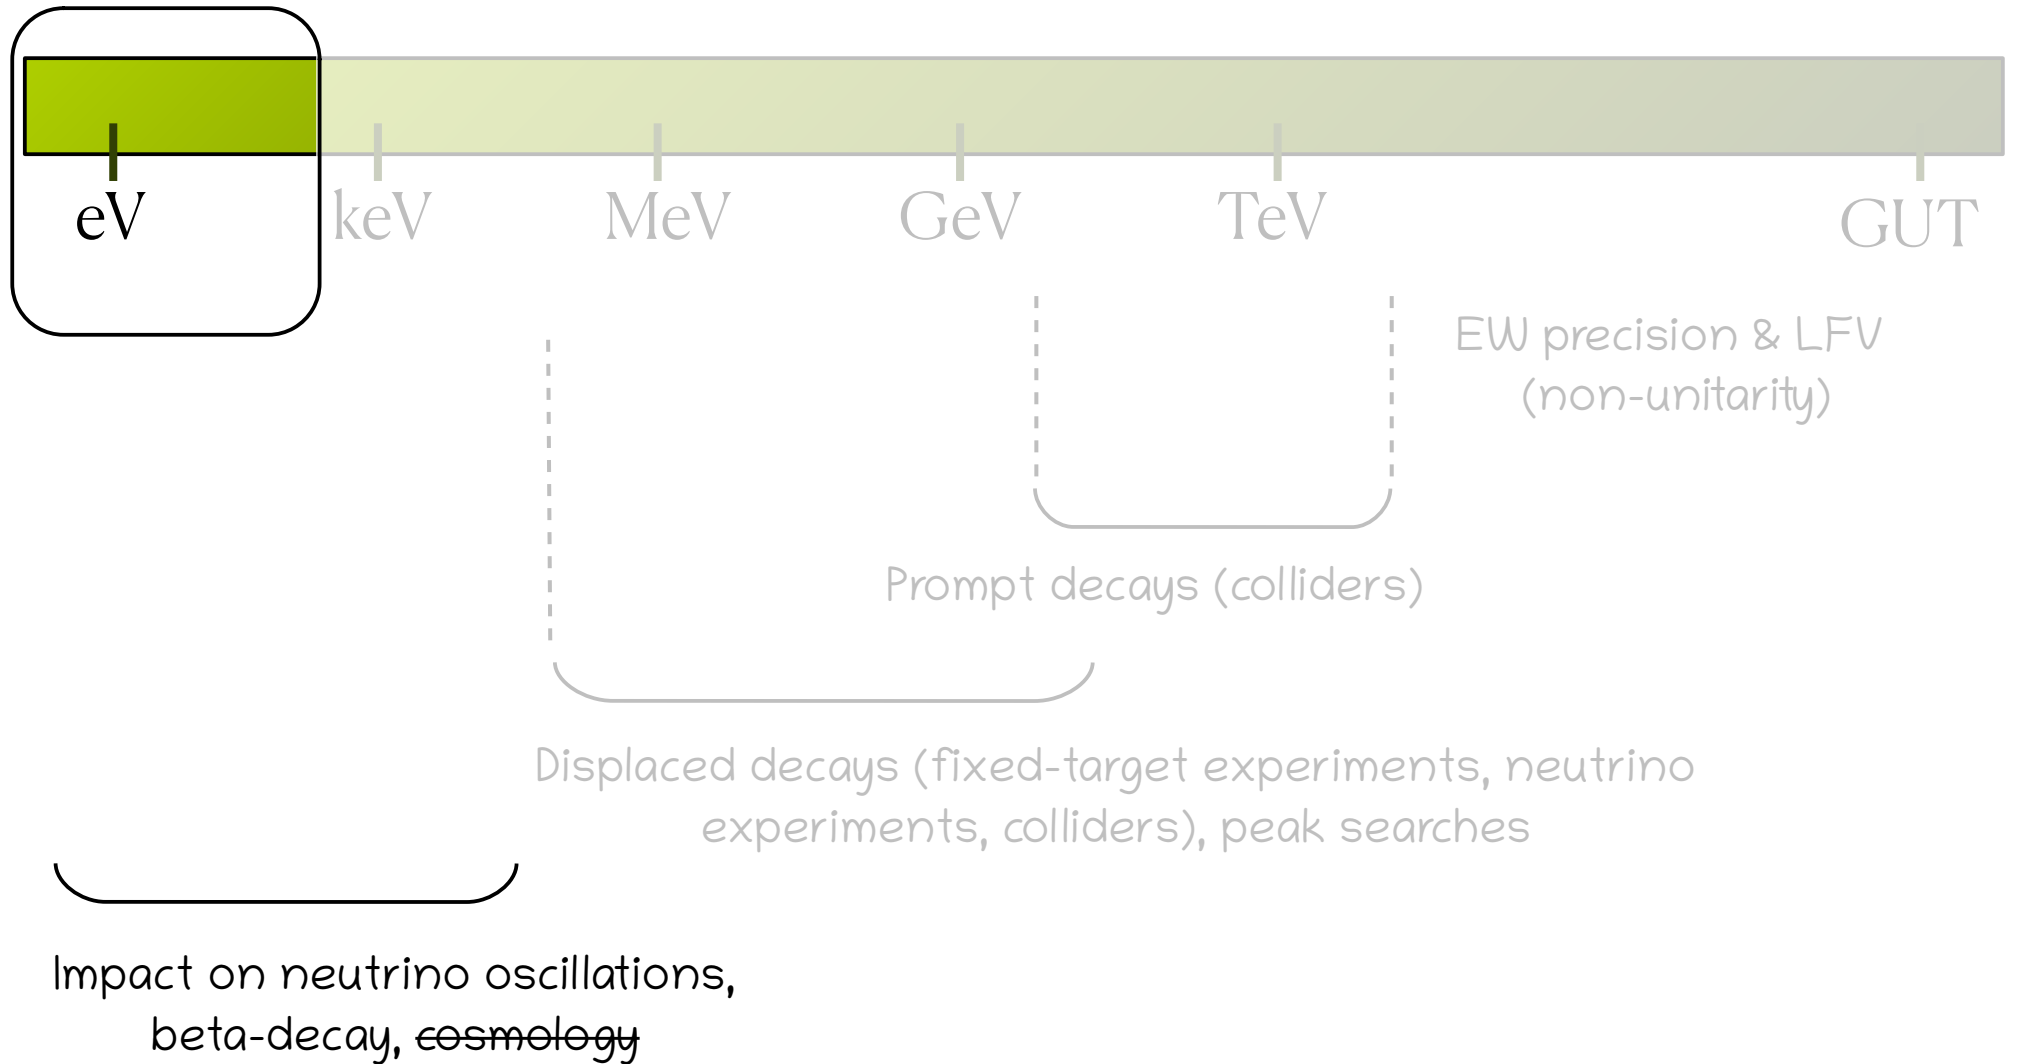 eV keV MeV GeV TeV GUT
EW precision & LFV
(non-unitarity)
Prompt decays (colliders)
Displaced decays (fixed-target experiments, neutrino
experiments, colliders), peak searches
Impact on neutrino oscillations,
beta-decay, cosmology